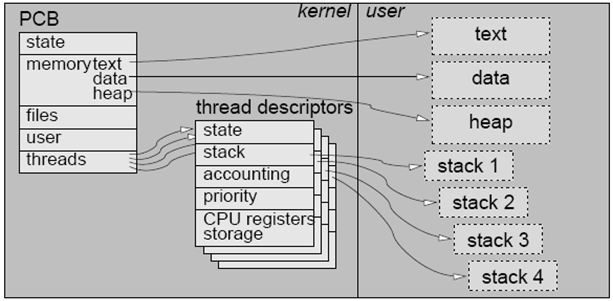 PCB
kernel
user
state
memory text
data
heap
files
user
threads
thread descriptors
state
stack
accounting
priority
CPU registers
storage
text
data
heap
stack 1
stack 2
stack 3
stack 4